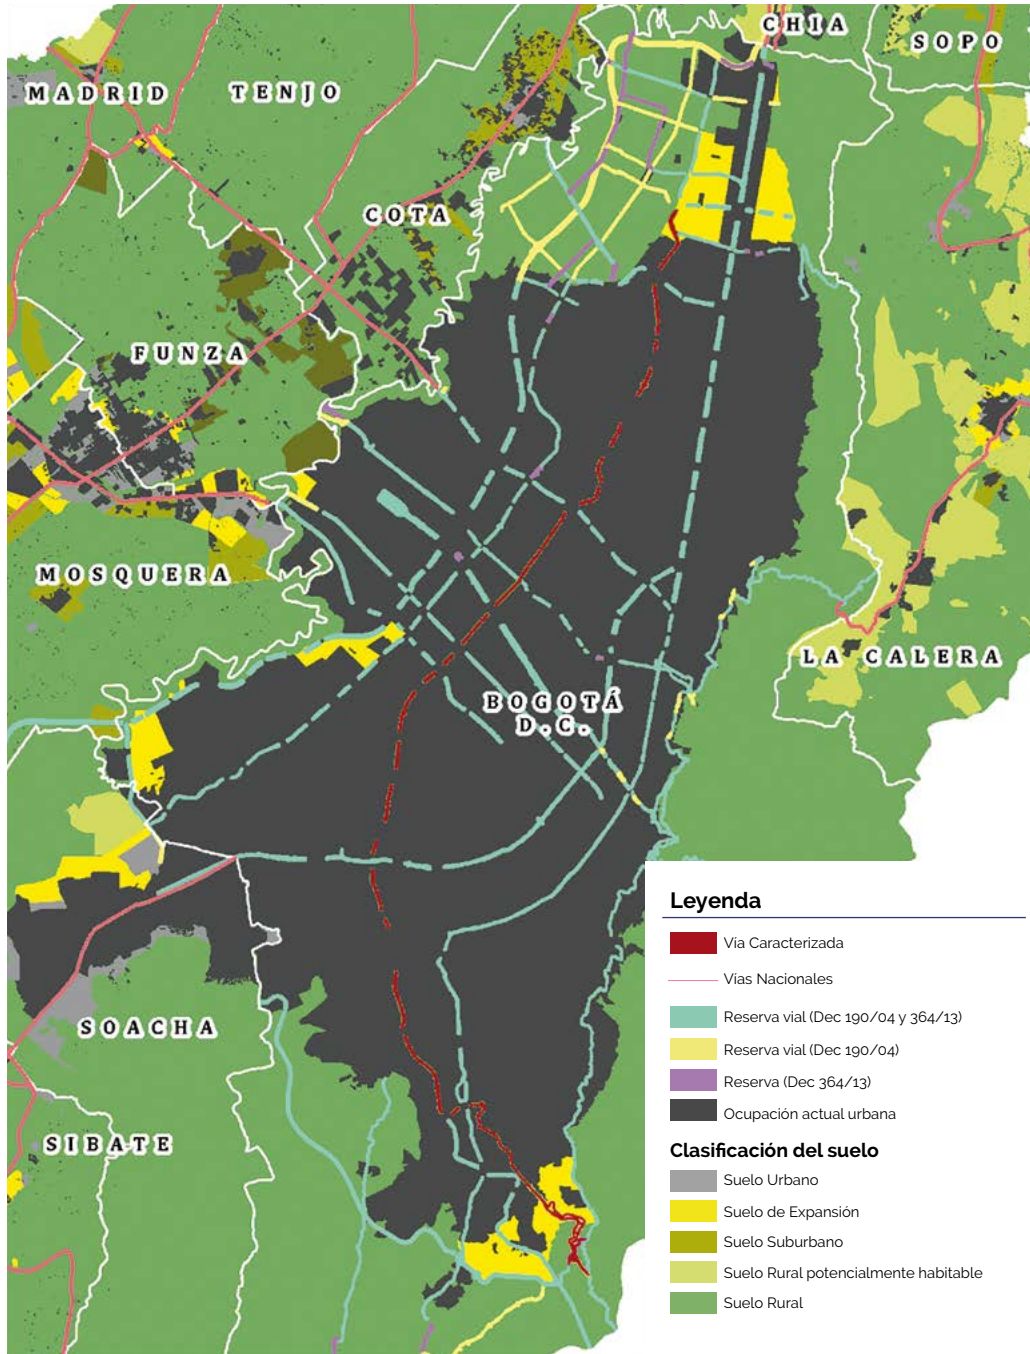 CHIA
SOPO
MADRID
TENJO
COTA
FUNZA
MOSQUERA
LA CALERA
BOGOTÁ
D.C.
SOACHA
SIBATE
Leyenda
Vía Caracterizada
Vías Nacionales
Reserva vial (Dec 190/04 y 364/13)
Reserva vial (Dec 190/04)
Reserva (Dec 364/13)
Ocupación actual urbana
Clasificación del suelo
Suelo Urbano
Suelo de Expansión
Suelo Suburbano
Suelo Rural potencialmente habitable
Suelo Rural